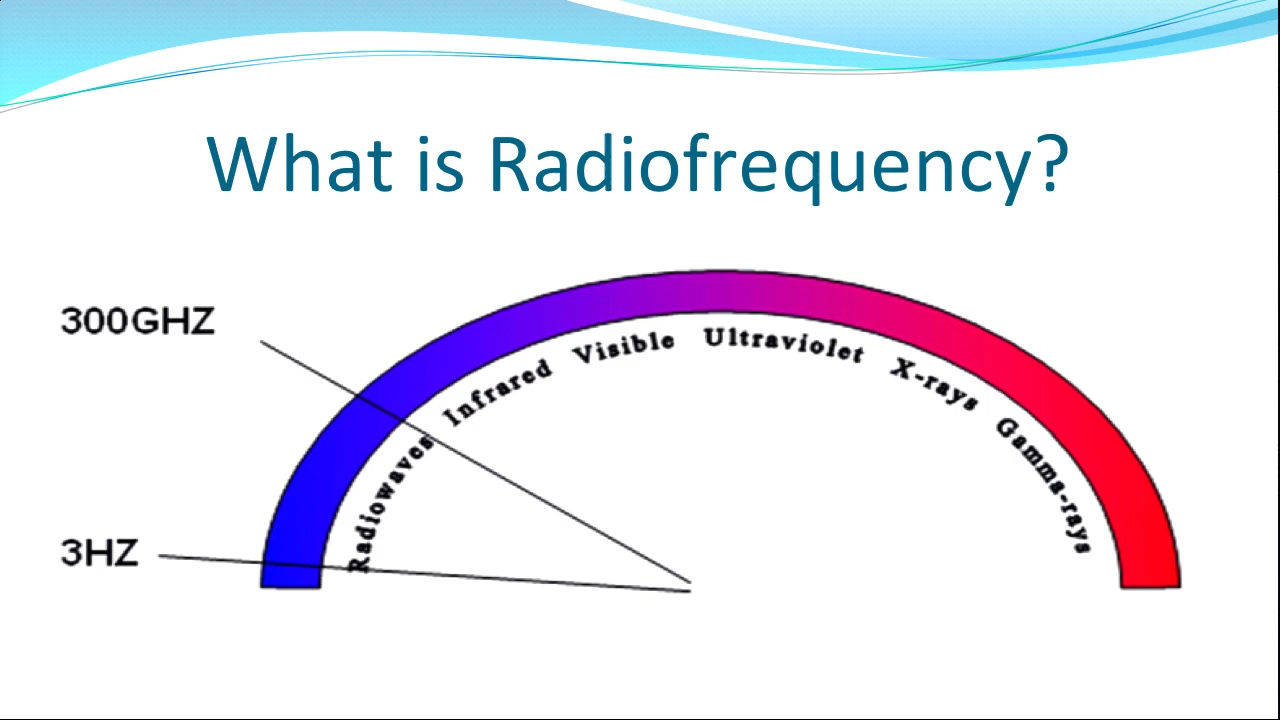 What is Radiofrequency?
300GHZ
3HZ
Radiowaves Infrared Visible Ultraviolet X-rays Gamma-rays